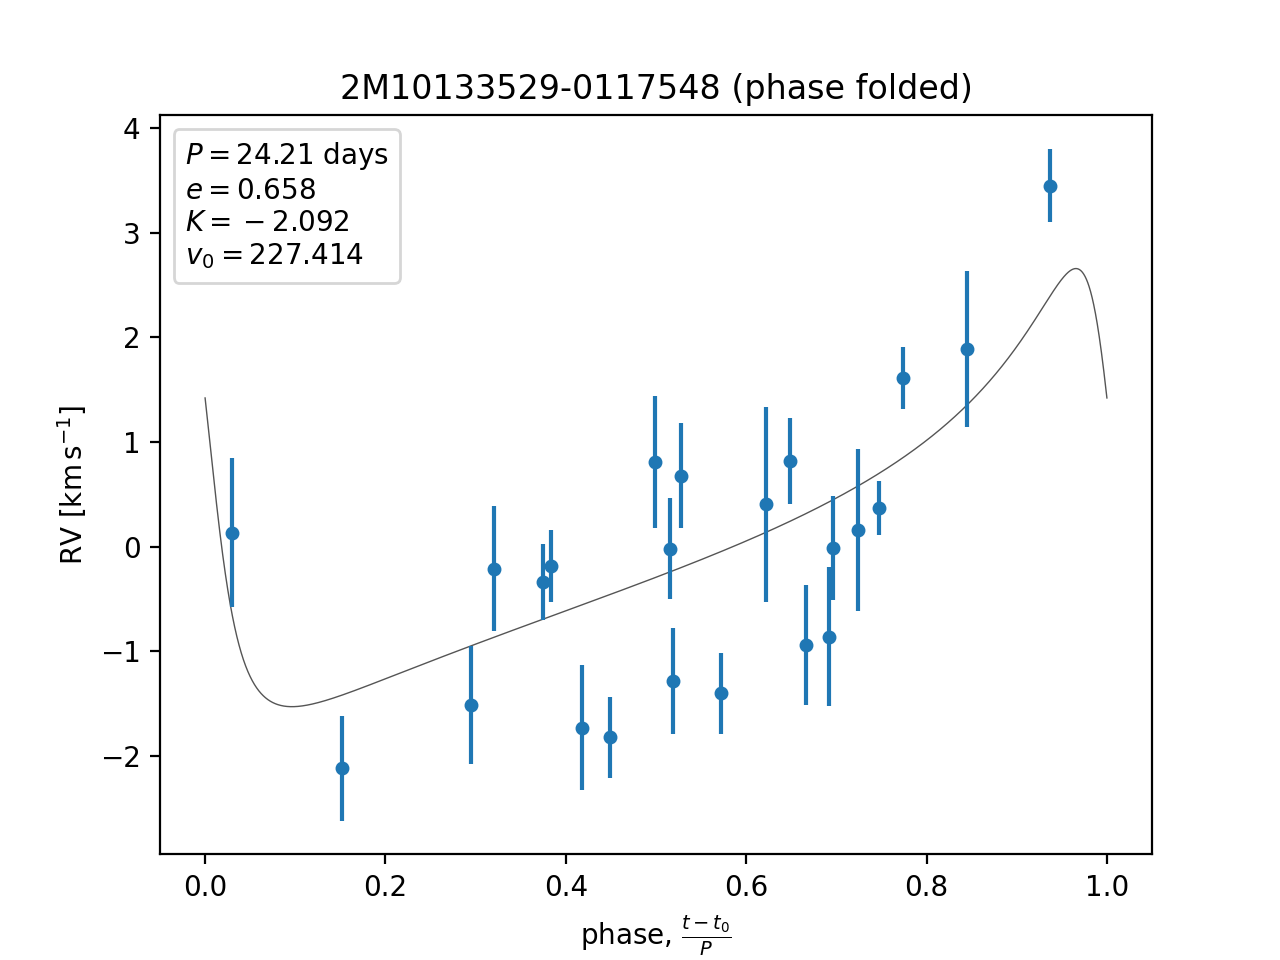 2M10133529-0117548 (phase folded)
P = 24.21 days
e = 0.658
K = −2.092
v₀ = 227.414
4
3
2
1
0
−1
−2
RV [km s⁻¹]
0.0 0.2 0.4 0.6 0.8 1.0
phase, (t − t₀)/P